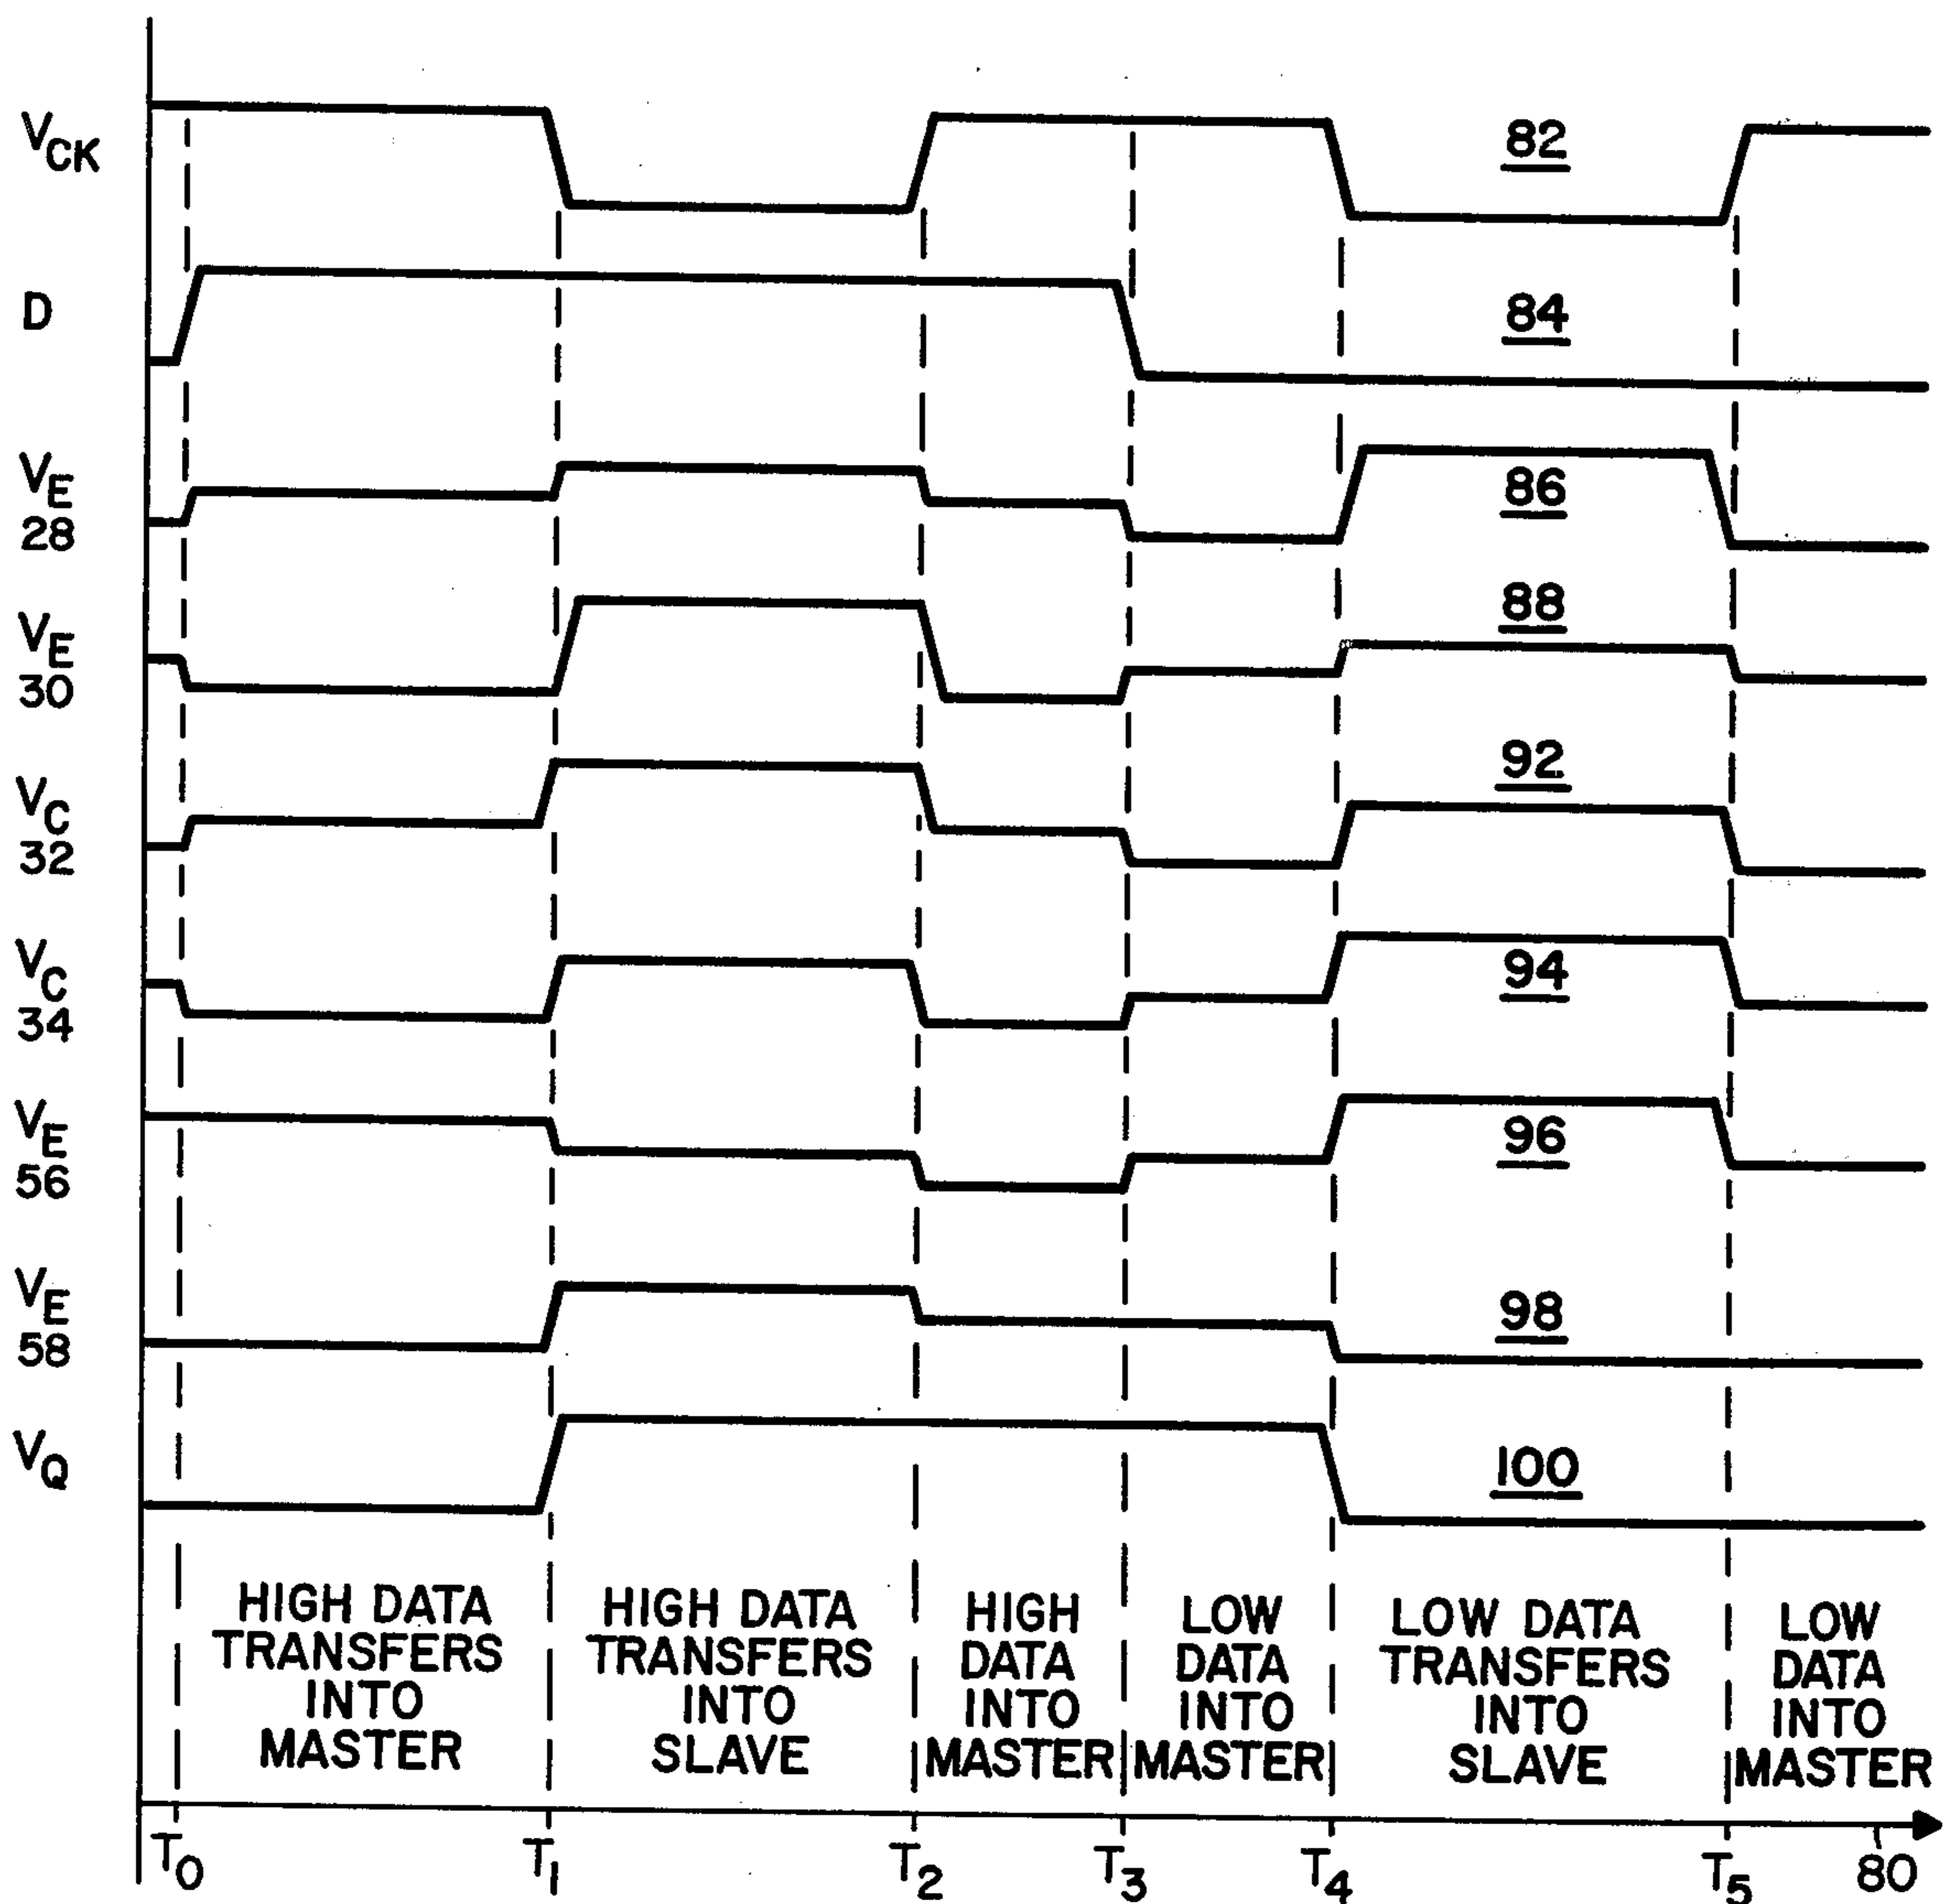 VCK
82
D
84
VE
28
86
VE
30
88
VC
32
92
VC
34
94
VE
56
96
VE
58
98
VQ
100
HIGH DATA
TRANSFERS
INTO
MASTER
HIGH DATA
TRANSFERS
INTO
SLAVE
HIGH
DATA
INTO
MASTER
LOW
DATA
INTO
MASTER
LOW DATA
TRANSFERS
INTO
SLAVE
LOW
DATA
INTO
MASTER
T0 T1 T2 T3 T4 T5 80